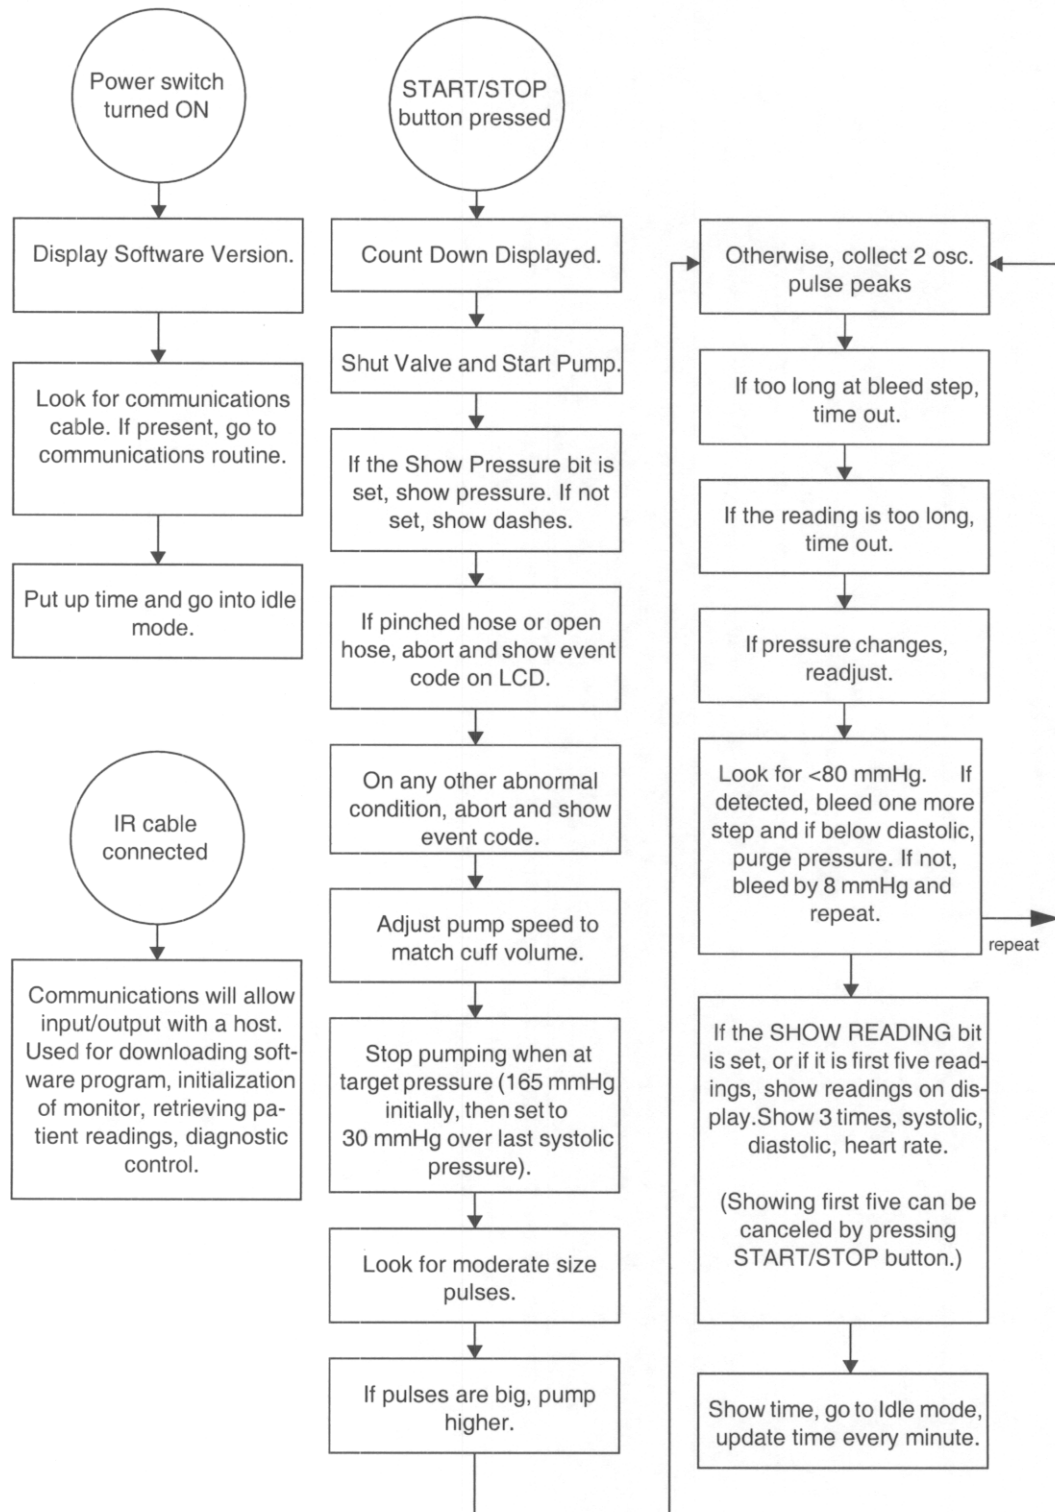 Power switch
turned ON
Display Software Version.
Look for communications
cable. If present, go to
communications routine.
Put up time and go into idle
mode.
IR cable
connected
Communications will allow
input/output with a host.
Used for downloading soft-
ware program, initialization
of monitor, retrieving pa-
tient readings, diagnostic
control.
START/STOP
button pressed
Count Down Displayed.
Shut Valve and Start Pump.
If the Show Pressure bit is
set, show pressure. If not
set, show dashes.
If pinched hose or open
hose, abort and show event
code on LCD.
On any other abnormal
condition, abort and show
event code.
Adjust pump speed to
match cuff volume.
Stop pumping when at
target pressure (165 mmHg
initially, then set to
30 mmHg over last systolic
pressure).
Look for moderate size
pulses.
If pulses are big, pump
higher.
Otherwise, collect 2 osc.
pulse peaks
If too long at bleed step,
time out.
If the reading is too long,
time out.
If pressure changes,
readjust.
Look for <80 mmHg. If
detected, bleed one more
step and if below diastolic,
purge pressure. If not,
bleed by 8 mmHg and
repeat.
repeat
If the SHOW READING bit
is set, or if it is first five read-
ings, show readings on dis-
play.Show 3 times, systolic,
diastolic, heart rate.
(Showing first five can be
canceled by pressing
START/STOP button.)
Show time, go to Idle mode,
update time every minute.